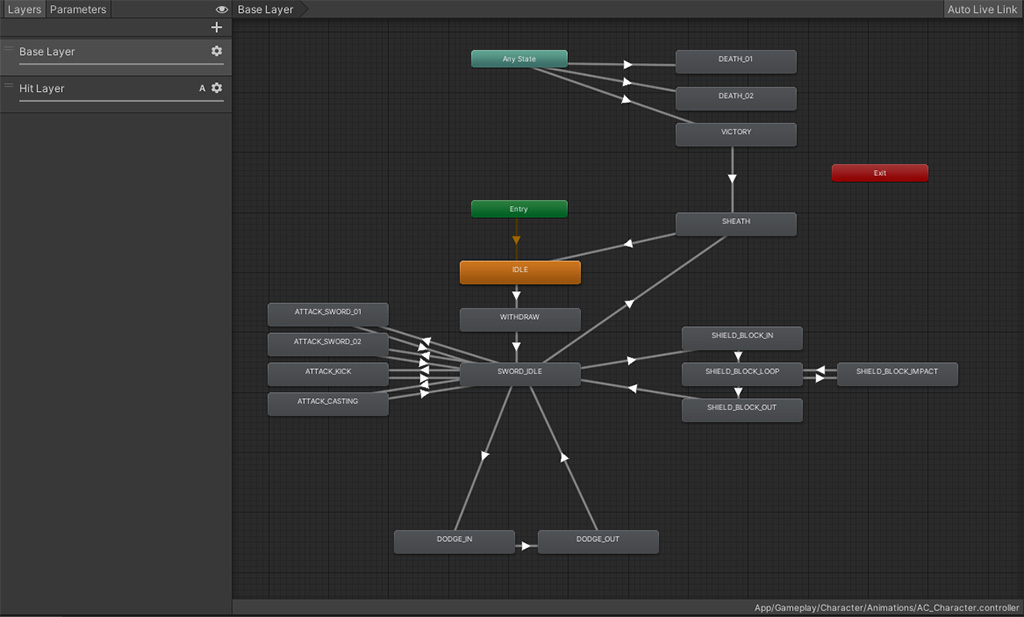 Layers Parameters
Base Layer
Auto Live Link
Base Layer
Hit Layer A
Any State
DEATH_01
DEATH_02
VICTORY
Exit
Entry
SHEATH
IDLE
WITHDRAW
ATTACK_SWORD_01
ATTACK_SWORD_02
ATTACK_KICK
ATTACK_CASTING
SWORD_IDLE
SHIELD_BLOCK_IN
SHIELD_BLOCK_LOOP
SHIELD_BLOCK_IMPACT
SHIELD_BLOCK_OUT
DODGE_IN
DODGE_OUT
App/Gameplay/Character/Animations/AC_Character.controller